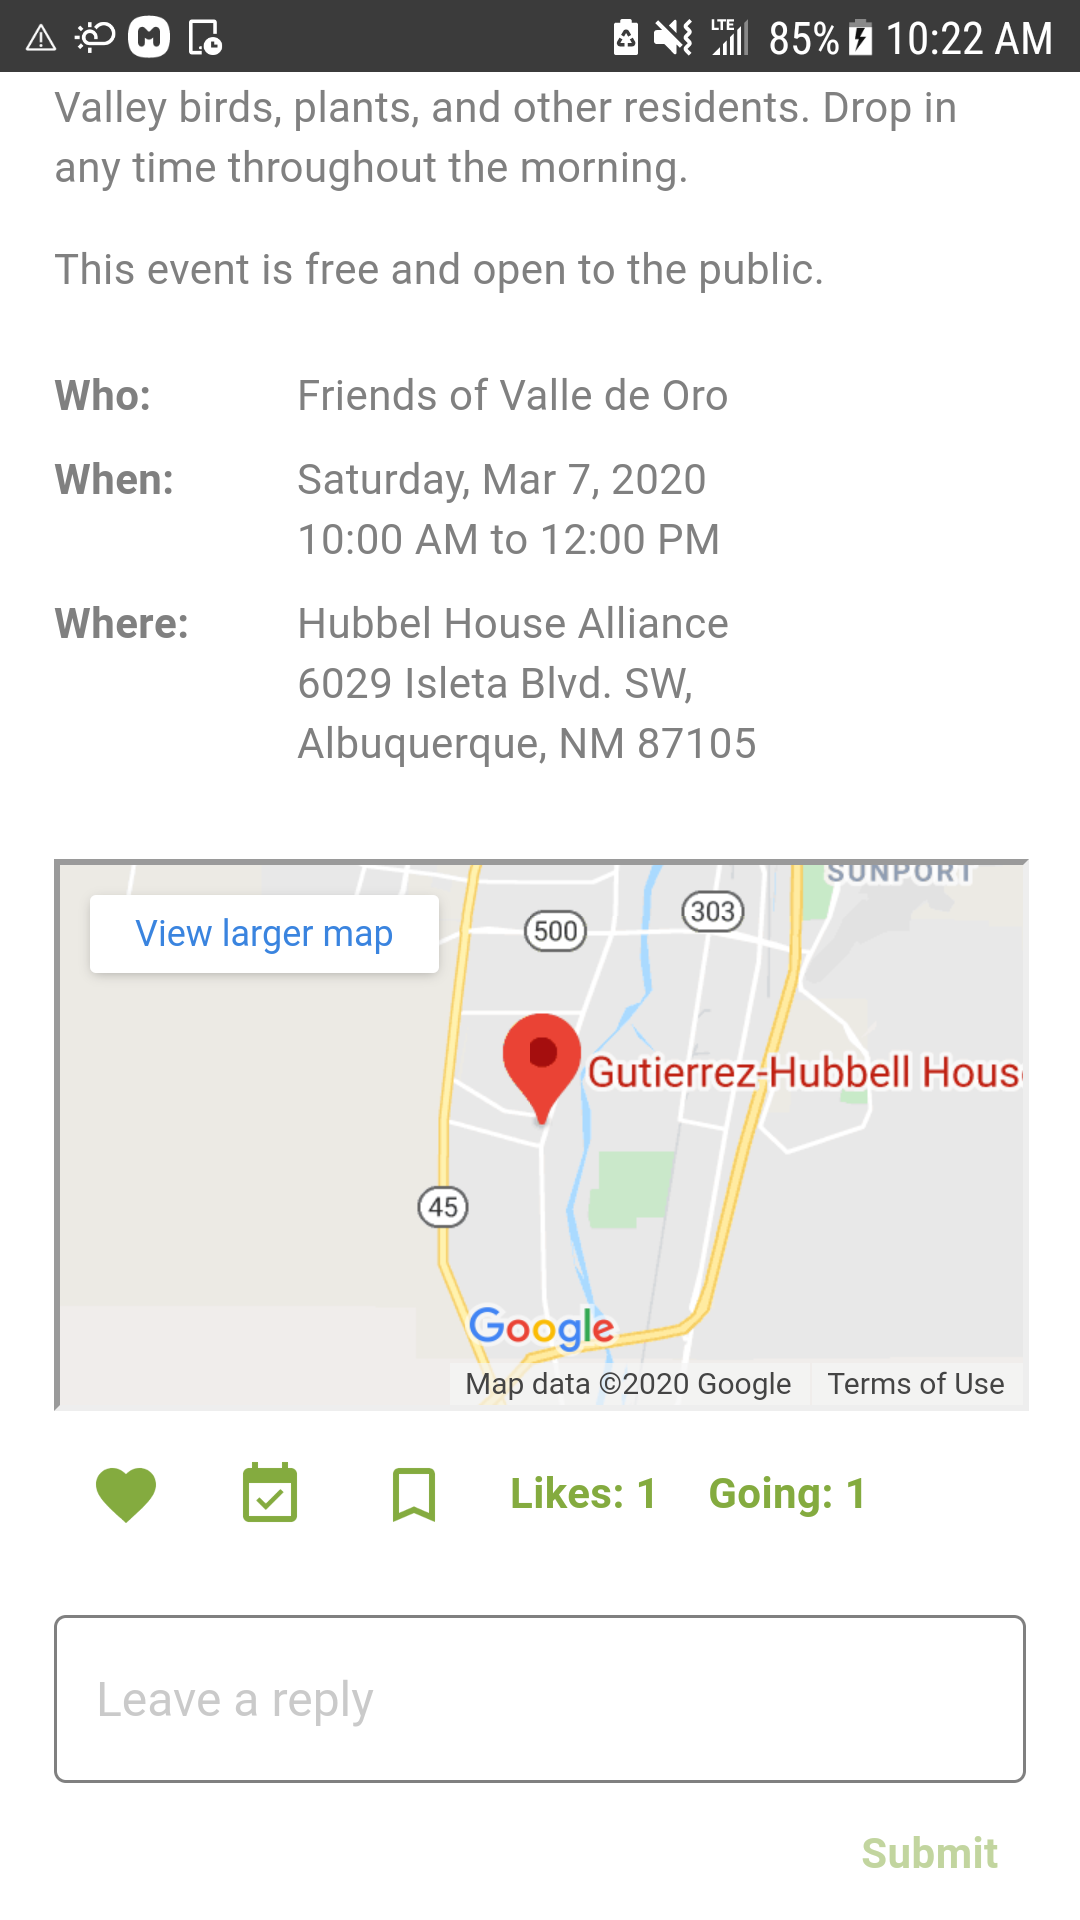 LTE 85% 10:22 AM
Valley birds, plants, and other residents. Drop in
any time throughout the morning.
This event is free and open to the public.
Who: Friends of Valle de Oro
When: Saturday, Mar 7, 2020
10:00 AM to 12:00 PM
Where: Hubbel House Alliance
6029 Isleta Blvd. SW,
Albuquerque, NM 87105
SUNPORT
View larger map
303
500
Gutierrez-Hubbell House
45
Google
Map data ©2020 Google Terms of Use
Likes: 1 Going: 1
Leave a reply
Submit